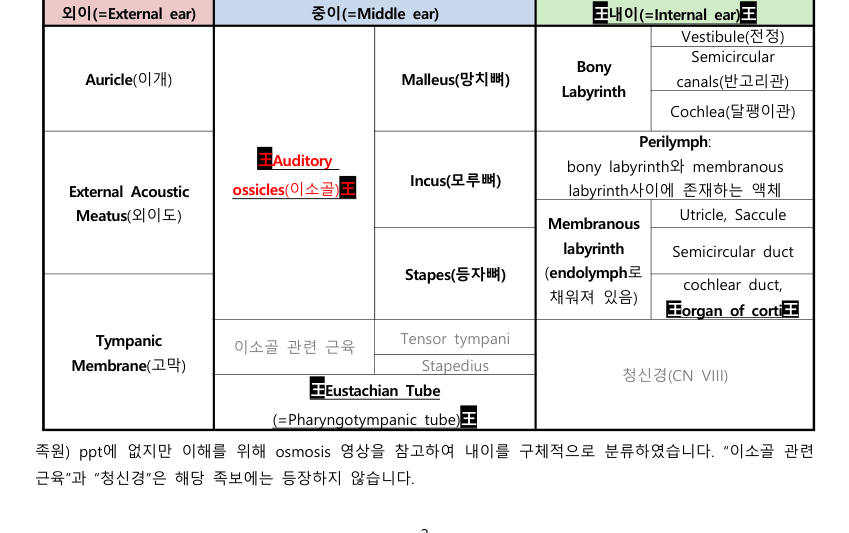 외이(=External ear)
중이(=Middle ear)
王내이(=Internal ear)王
Auricle(이개)
External Acoustic
Meatus(외이도)
Tympanic
Membrane(고막)
王Auditory
ossicles(이소골)王
Malleus(망치뼈)
Incus(모루뼈)
Stapes(등자뼈)
이소골 관련 근육
Tensor tympani
Stapedius
王Eustachian Tube
(=Pharyngotympanic tube)王
Bony
Labyrinth
Vestibule(전정)
Semicircular
canals(반고리관)
Cochlea(달팽이관)
Perilymph:
bony labyrinth와 membranous
labyrinth사이에 존재하는 액체
Membranous
labyrinth
(endolymph로
채워져 있음)
Utricle, Saccule
Semicircular duct
cochlear duct,
王organ of corti王
청신경(CN VIII)
족원) ppt에 없지만 이해를 위해 osmosis 영상을 참고하여 내이를 구체적으로 분류하였습니다. “이소골 관련
근육”과 “청신경”은 해당 족보에는 등장하지 않습니다.